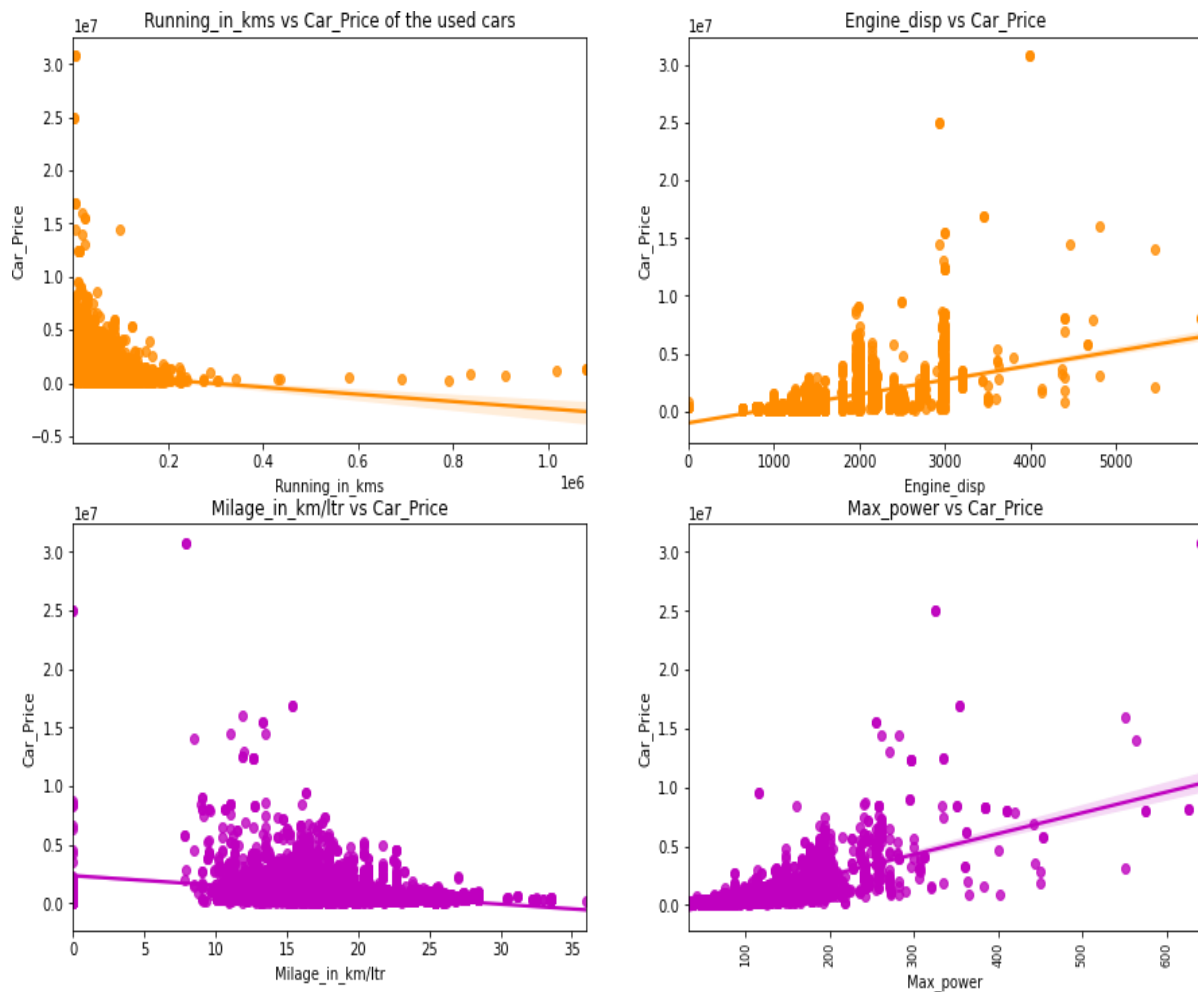 Running_in_kms vs Car_Price of the used cars
1e7
3.0
2.5
2.0
1.5
1.0
0.5
0.0
−0.5
Car_Price
0.2 0.4 0.6 0.8 1.0
1e6
Running_in_kms
Engine_disp vs Car_Price
1e7
3.0
2.5
2.0
1.5
1.0
0.5
0.0
Car_Price
0 1000 2000 3000 4000 5000
Engine_disp
Milage_in_km/ltr vs Car_Price
1e7
3.0
2.5
2.0
1.5
1.0
0.5
0.0
Car_Price
0 5 10 15 20 25 30 35
Milage_in_km/ltr
Max_power vs Car_Price
1e7
3.0
2.5
2.0
1.5
1.0
0.5
0.0
Car_Price
100 200 300 400 500 600
Max_power